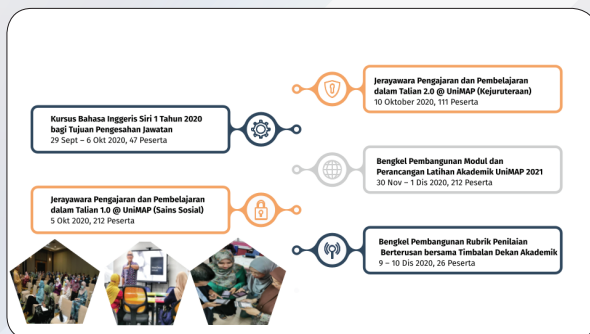 Jerayawara Pengajaran dan Pembelajaran
dalam Talian 2.0 @ UniMAP (Kejuruteraan)
10 Oktober 2020, 111 Peserta
Kursus Bahasa Inggeris Siri 1 Tahun 2020
bagi Tujuan Pengesahan Jawatan
29 Sept – 6 Okt 2020, 47 Peserta
Bengkel Pembangunan Modul dan
Perancangan Latihan Akademik UniMAP 2021
30 Nov – 1 Dis 2020, 212 Peserta
Jerayawara Pengajaran dan Pembelajaran
dalam Talian 1.0 @ UniMAP (Sains Sosial)
5 Okt 2020, 212 Peserta
Bengkel Pembangunan Rubrik Penilaian
Berterusan bersama Timbalan Dekan Akademik
9 – 10 Dis 2020, 26 Peserta